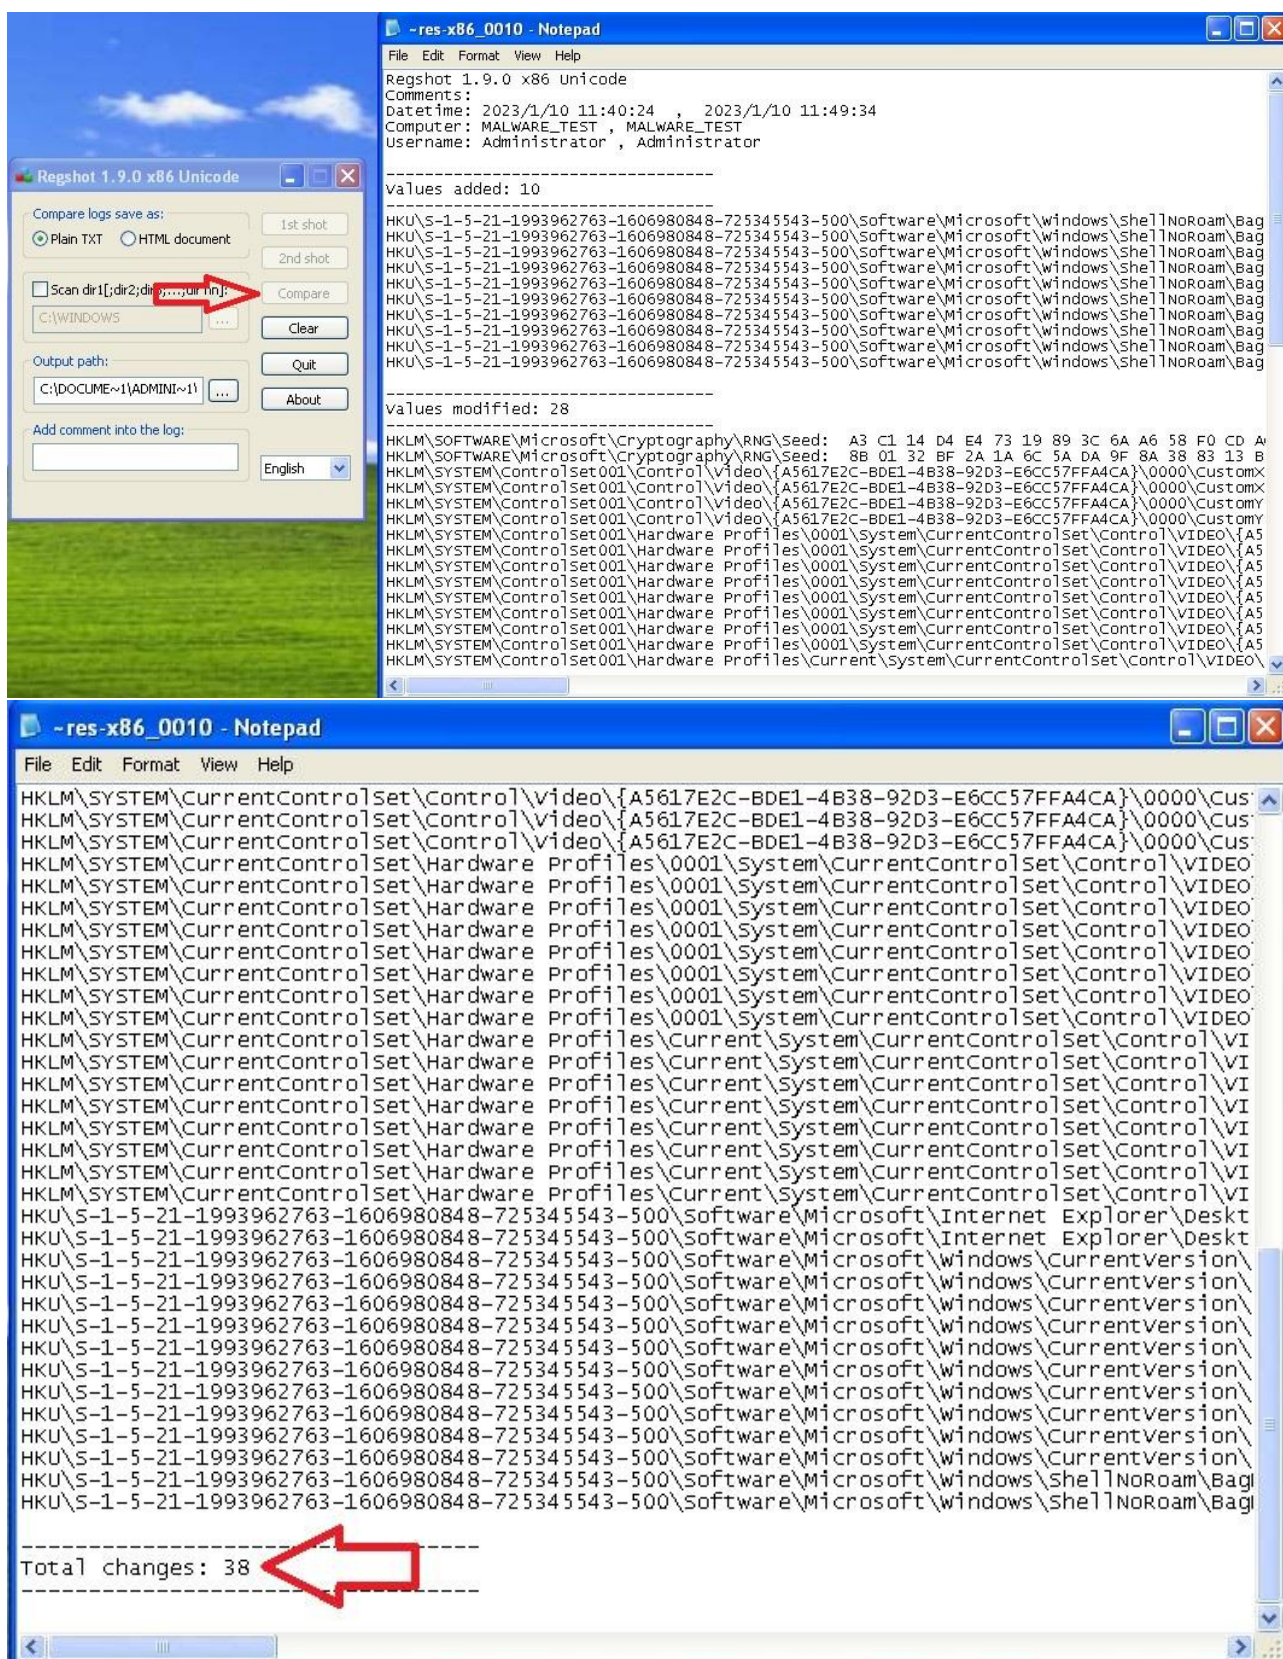 ~res-x86_0010 - Notepad
File Edit Format View Help
Regshot 1.9.0 x86 Unicode
Comments:
Datetime: 2023/1/10 11:40:24 , 2023/1/10 11:49:34
Computer: MALWARE_TEST , MALWARE_TEST
Username: Administrator , Administrator
----------------------------------
Values added: 10
----------------------------------
HKU\S-1-5-21-1993962763-1606980848-725345543-500\Software\Microsoft\Windows\ShellNoRoam\Bag
HKU\S-1-5-21-1993962763-1606980848-725345543-500\Software\Microsoft\Windows\ShellNoRoam\Bag
HKU\S-1-5-21-1993962763-1606980848-725345543-500\Software\Microsoft\Windows\ShellNoRoam\Bag
HKU\S-1-5-21-1993962763-1606980848-725345543-500\Software\Microsoft\Windows\ShellNoRoam\Bag
HKU\S-1-5-21-1993962763-1606980848-725345543-500\Software\Microsoft\Windows\ShellNoRoam\Bag
HKU\S-1-5-21-1993962763-1606980848-725345543-500\Software\Microsoft\Windows\ShellNoRoam\Bag
HKU\S-1-5-21-1993962763-1606980848-725345543-500\Software\Microsoft\Windows\ShellNoRoam\Bag
HKU\S-1-5-21-1993962763-1606980848-725345543-500\Software\Microsoft\Windows\ShellNoRoam\Bag
HKU\S-1-5-21-1993962763-1606980848-725345543-500\Software\Microsoft\Windows\ShellNoRoam\Bag
HKU\S-1-5-21-1993962763-1606980848-725345543-500\Software\Microsoft\Windows\ShellNoRoam\Bag
----------------------------------
Values modified: 28
----------------------------------
HKLM\SOFTWARE\Microsoft\Cryptography\RNG\Seed: A3 C1 14 D4 E4 73 19 89 3C 6A A6 58 F0 CD
HKLM\SOFTWARE\Microsoft\Cryptography\RNG\Seed: 8B 01 32 BF 2A 1A 6C 5A DA 9F 8A 38 83 13 B
HKLM\SYSTEM\ControlSet001\Control\Video\{A5617E2C-BDE1-4B38-92D3-E6CC57FFA4CA}\0000\CustomX
HKLM\SYSTEM\ControlSet001\Control\Video\{A5617E2C-BDE1-4B38-92D3-E6CC57FFA4CA}\0000\CustomX
HKLM\SYSTEM\ControlSet001\Control\Video\{A5617E2C-BDE1-4B38-92D3-E6CC57FFA4CA}\0000\CustomY
HKLM\SYSTEM\ControlSet001\Control\Video\{A5617E2C-BDE1-4B38-92D3-E6CC57FFA4CA}\0000\CustomY
HKLM\SYSTEM\ControlSet001\Hardware Profiles\0001\System\CurrentControlSet\Control\VIDEO\{A5
HKLM\SYSTEM\ControlSet001\Hardware Profiles\0001\System\CurrentControlSet\Control\VIDEO\{A5
HKLM\SYSTEM\ControlSet001\Hardware Profiles\0001\System\CurrentControlSet\Control\VIDEO\{A5
HKLM\SYSTEM\ControlSet001\Hardware Profiles\0001\System\CurrentControlSet\Control\VIDEO\{A5
HKLM\SYSTEM\ControlSet001\Hardware Profiles\0001\System\CurrentControlSet\Control\VIDEO\{A5
HKLM\SYSTEM\ControlSet001\Hardware Profiles\0001\System\CurrentControlSet\Control\VIDEO\{A5
HKLM\SYSTEM\ControlSet001\Hardware Profiles\0001\System\CurrentControlSet\Control\VIDEO\{A5
HKLM\SYSTEM\ControlSet001\Hardware Profiles\0001\System\CurrentControlSet\Control\VIDEO\{A5
HKLM\SYSTEM\ControlSet001\Hardware Profiles\Current\System\CurrentControlSet\Control\VIDEO\
Regshot 1.9.0 x86 Unicode
Compare logs save as:
Plain TXT HTML document
1st shot
2nd shot
Scan dir1[;dir2;dir
Compare
C:\WINDOWS ...
Clear
Output path:
Quit
C:\DOCUME~1\ADMINI~1\ ...
About
Add comment into the log:
English
~res-x86_0010 - Notepad
File Edit Format View Help
HKLM\SYSTEM\CurrentControlSet\Control\Video\{A5617E2C-BDE1-4B38-92D3-E6CC57FFA4CA}\0000\Cus
HKLM\SYSTEM\CurrentControlSet\Control\Video\{A5617E2C-BDE1-4B38-92D3-E6CC57FFA4CA}\0000\Cus
HKLM\SYSTEM\CurrentControlSet\Control\Video\{A5617E2C-BDE1-4B38-92D3-E6CC57FFA4CA}\0000\Cus
HKLM\SYSTEM\CurrentControlSet\Hardware Profiles\0001\System\CurrentControlSet\Control\VIDEO
HKLM\SYSTEM\CurrentControlSet\Hardware Profiles\0001\System\CurrentControlSet\Control\VIDEO
HKLM\SYSTEM\CurrentControlSet\Hardware Profiles\0001\System\CurrentControlSet\Control\VIDEO
HKLM\SYSTEM\CurrentControlSet\Hardware Profiles\0001\System\CurrentControlSet\Control\VIDEO
HKLM\SYSTEM\CurrentControlSet\Hardware Profiles\0001\System\CurrentControlSet\Control\VIDEO
HKLM\SYSTEM\CurrentControlSet\Hardware Profiles\0001\System\CurrentControlSet\Control\VIDEO
HKLM\SYSTEM\CurrentControlSet\Hardware Profiles\0001\System\CurrentControlSet\Control\VIDEO
HKLM\SYSTEM\CurrentControlSet\Hardware Profiles\0001\System\CurrentControlSet\Control\VIDEO
HKLM\SYSTEM\CurrentControlSet\Hardware Profiles\Current\System\CurrentControlSet\Control\VI
HKLM\SYSTEM\CurrentControlSet\Hardware Profiles\Current\System\CurrentControlSet\Control\VI
HKLM\SYSTEM\CurrentControlSet\Hardware Profiles\Current\System\CurrentControlSet\Control\VI
HKLM\SYSTEM\CurrentControlSet\Hardware Profiles\Current\System\CurrentControlSet\Control\VI
HKLM\SYSTEM\CurrentControlSet\Hardware Profiles\Current\System\CurrentControlSet\Control\VI
HKLM\SYSTEM\CurrentControlSet\Hardware Profiles\Current\System\CurrentControlSet\Control\VI
HKLM\SYSTEM\CurrentControlSet\Hardware Profiles\Current\System\CurrentControlSet\Control\VI
HKLM\SYSTEM\CurrentControlSet\Hardware Profiles\Current\System\CurrentControlSet\Control\VI
HKU\S-1-5-21-1993962763-1606980848-725345543-500\Software\Microsoft\Internet Explorer\Deskt
HKU\S-1-5-21-1993962763-1606980848-725345543-500\Software\Microsoft\Internet Explorer\Deskt
HKU\S-1-5-21-1993962763-1606980848-725345543-500\Software\Microsoft\Windows\CurrentVersion\
HKU\S-1-5-21-1993962763-1606980848-725345543-500\Software\Microsoft\Windows\CurrentVersion\
HKU\S-1-5-21-1993962763-1606980848-725345543-500\Software\Microsoft\Windows\CurrentVersion\
HKU\S-1-5-21-1993962763-1606980848-725345543-500\Software\Microsoft\Windows\CurrentVersion\
HKU\S-1-5-21-1993962763-1606980848-725345543-500\Software\Microsoft\Windows\CurrentVersion\
HKU\S-1-5-21-1993962763-1606980848-725345543-500\Software\Microsoft\Windows\CurrentVersion\
HKU\S-1-5-21-1993962763-1606980848-725345543-500\Software\Microsoft\Windows\CurrentVersion\
HKU\S-1-5-21-1993962763-1606980848-725345543-500\Software\Microsoft\Windows\CurrentVersion\
HKU\S-1-5-21-1993962763-1606980848-725345543-500\Software\Microsoft\Windows\CurrentVersion\
HKU\S-1-5-21-1993962763-1606980848-725345543-500\Software\Microsoft\Windows\CurrentVersion\
HKU\S-1-5-21-1993962763-1606980848-725345543-500\Software\Microsoft\Windows\ShellNoRoam\Bag
HKU\S-1-5-21-1993962763-1606980848-725345543-500\Software\Microsoft\Windows\ShellNoRoam\Bag
----------------------------------
Total changes: 38
----------------------------------